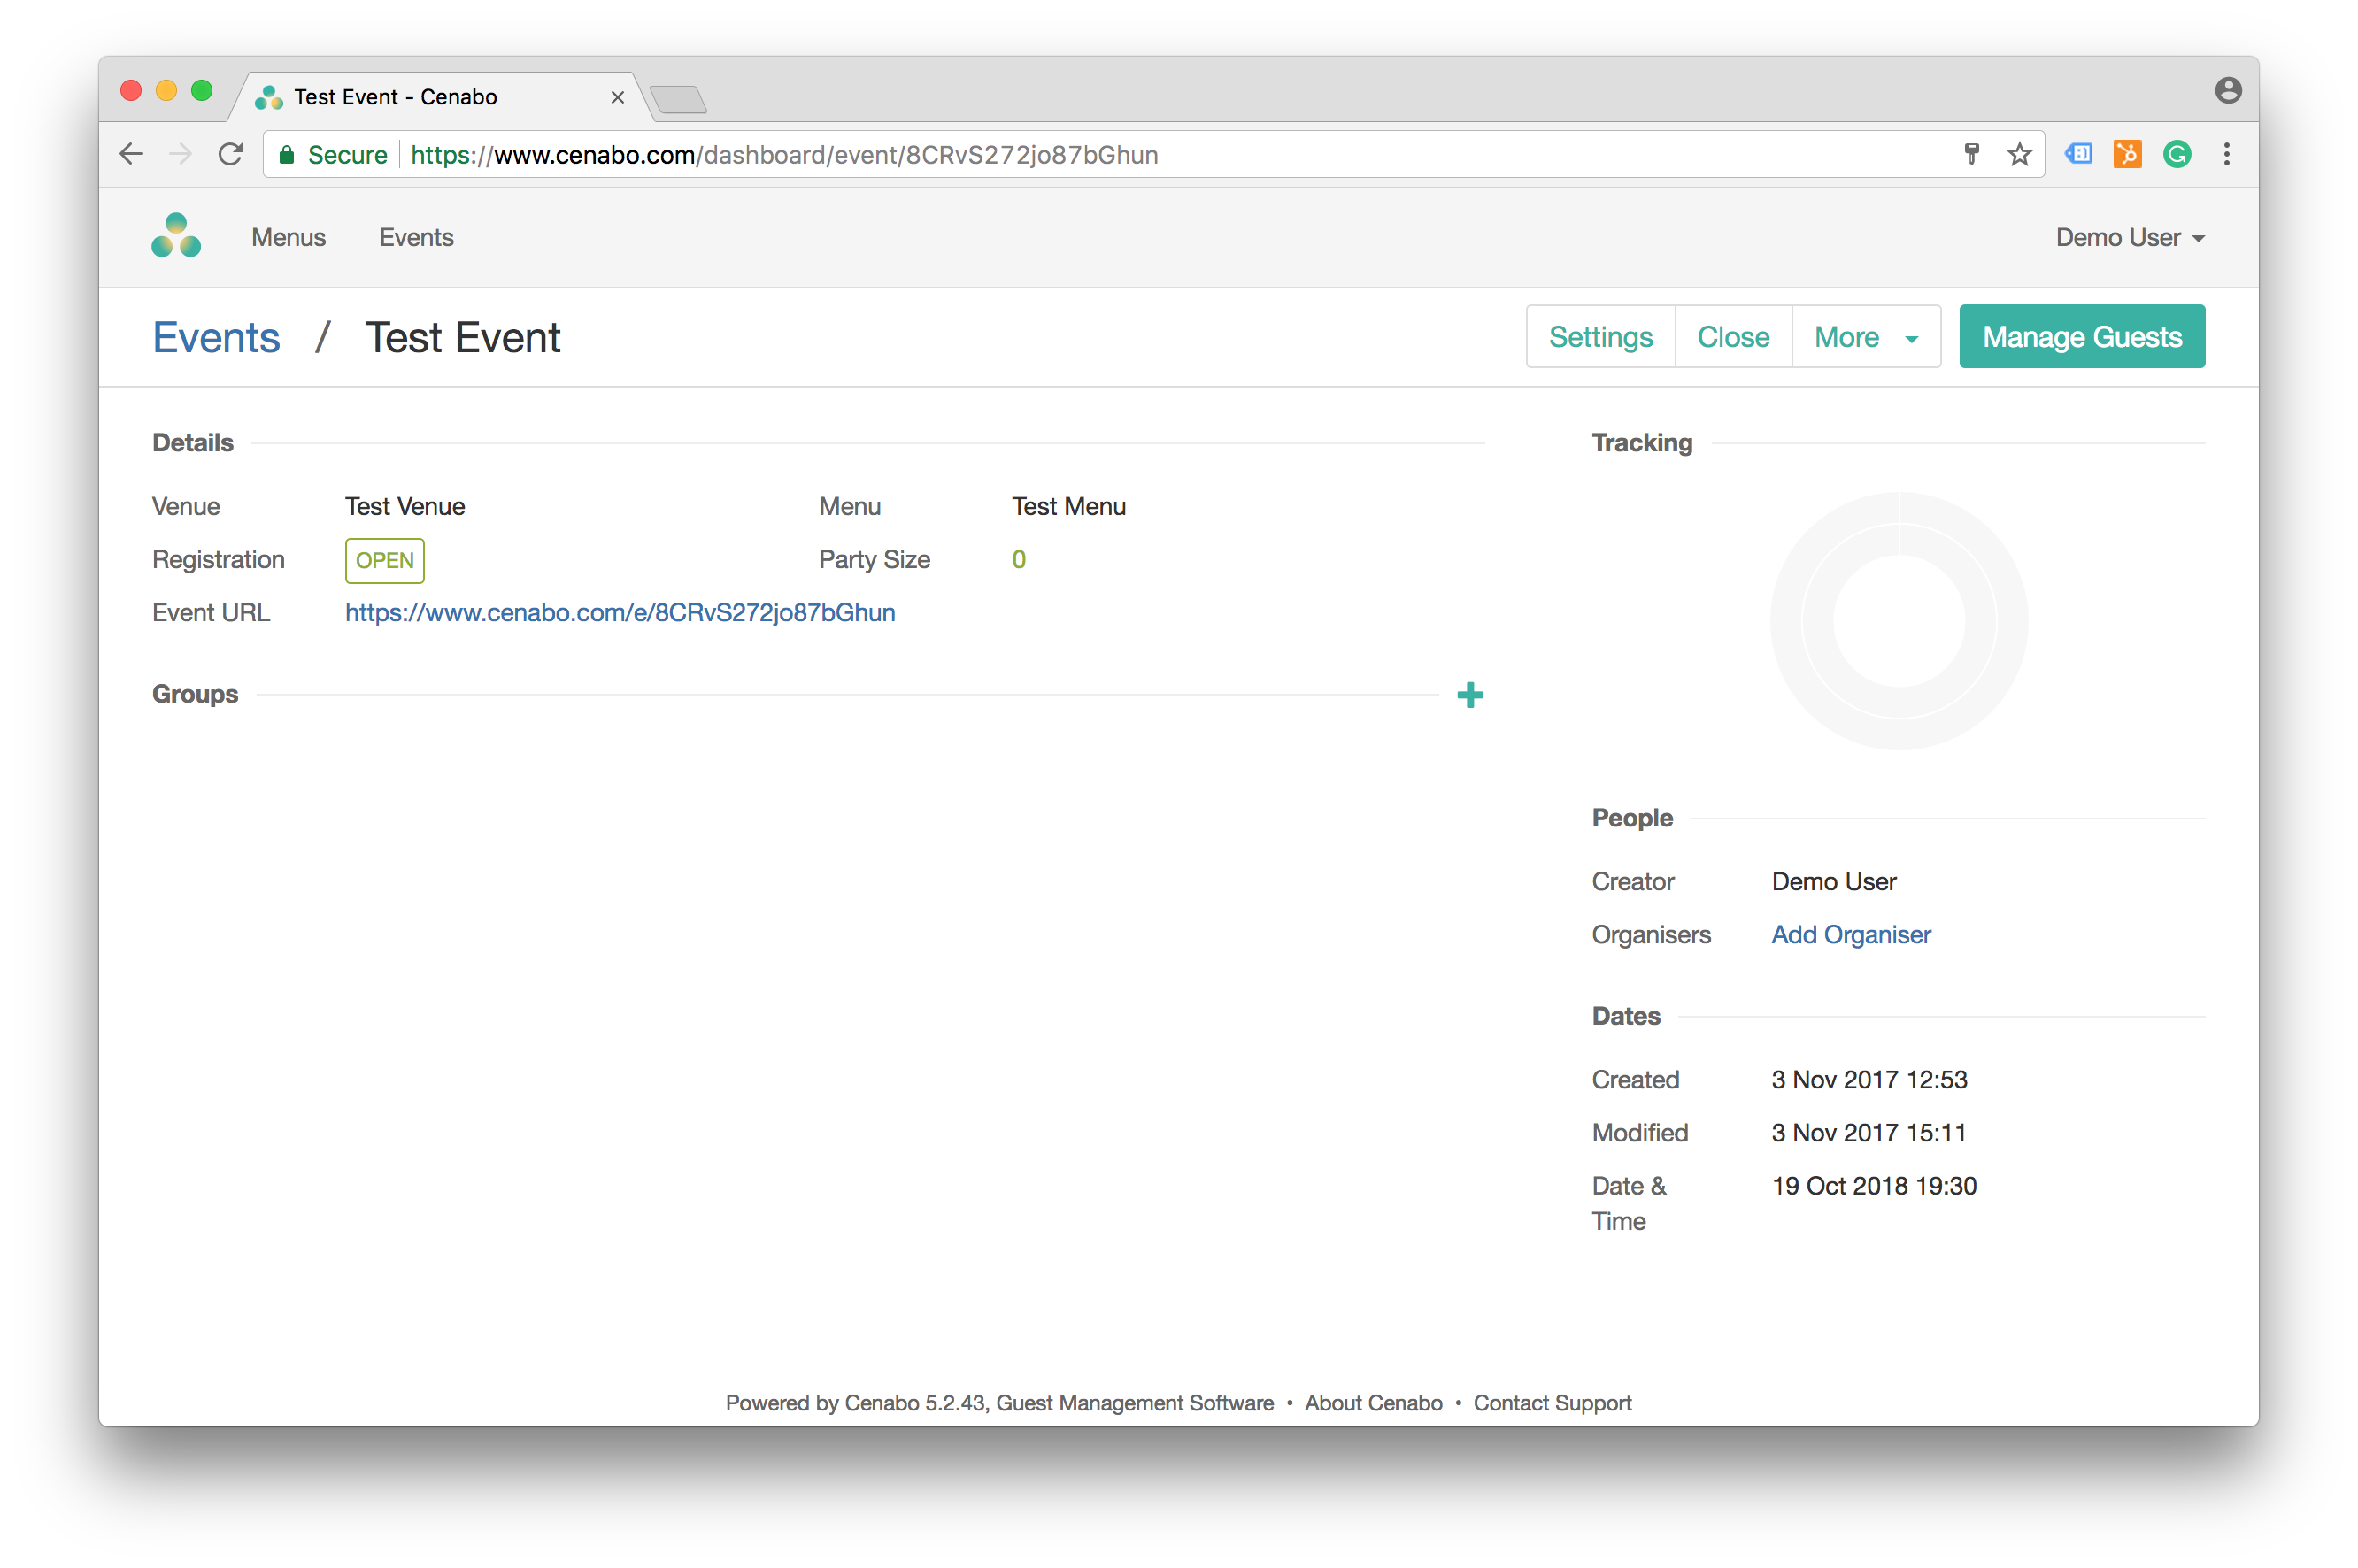 Test Event - Cenabo
Secure https://www.cenabo.com/dashboard/event/8CRvS272jo87bGhun
Menus Events Demo User
Events / Test Event Settings Close More Manage Guests
Details
Venue Test Venue Menu Test Menu
Registration OPEN Party Size 0
Event URL https://www.cenabo.com/e/8CRvS272jo87bGhun
Groups
Tracking
People
Creator Demo User
Organisers Add Organiser
Dates
Created 3 Nov 2017 12:53
Modified 3 Nov 2017 15:11
Date & 19 Oct 2018 19:30
Time
Powered by Cenabo 5.2.43, Guest Management Software • About Cenabo • Contact Support